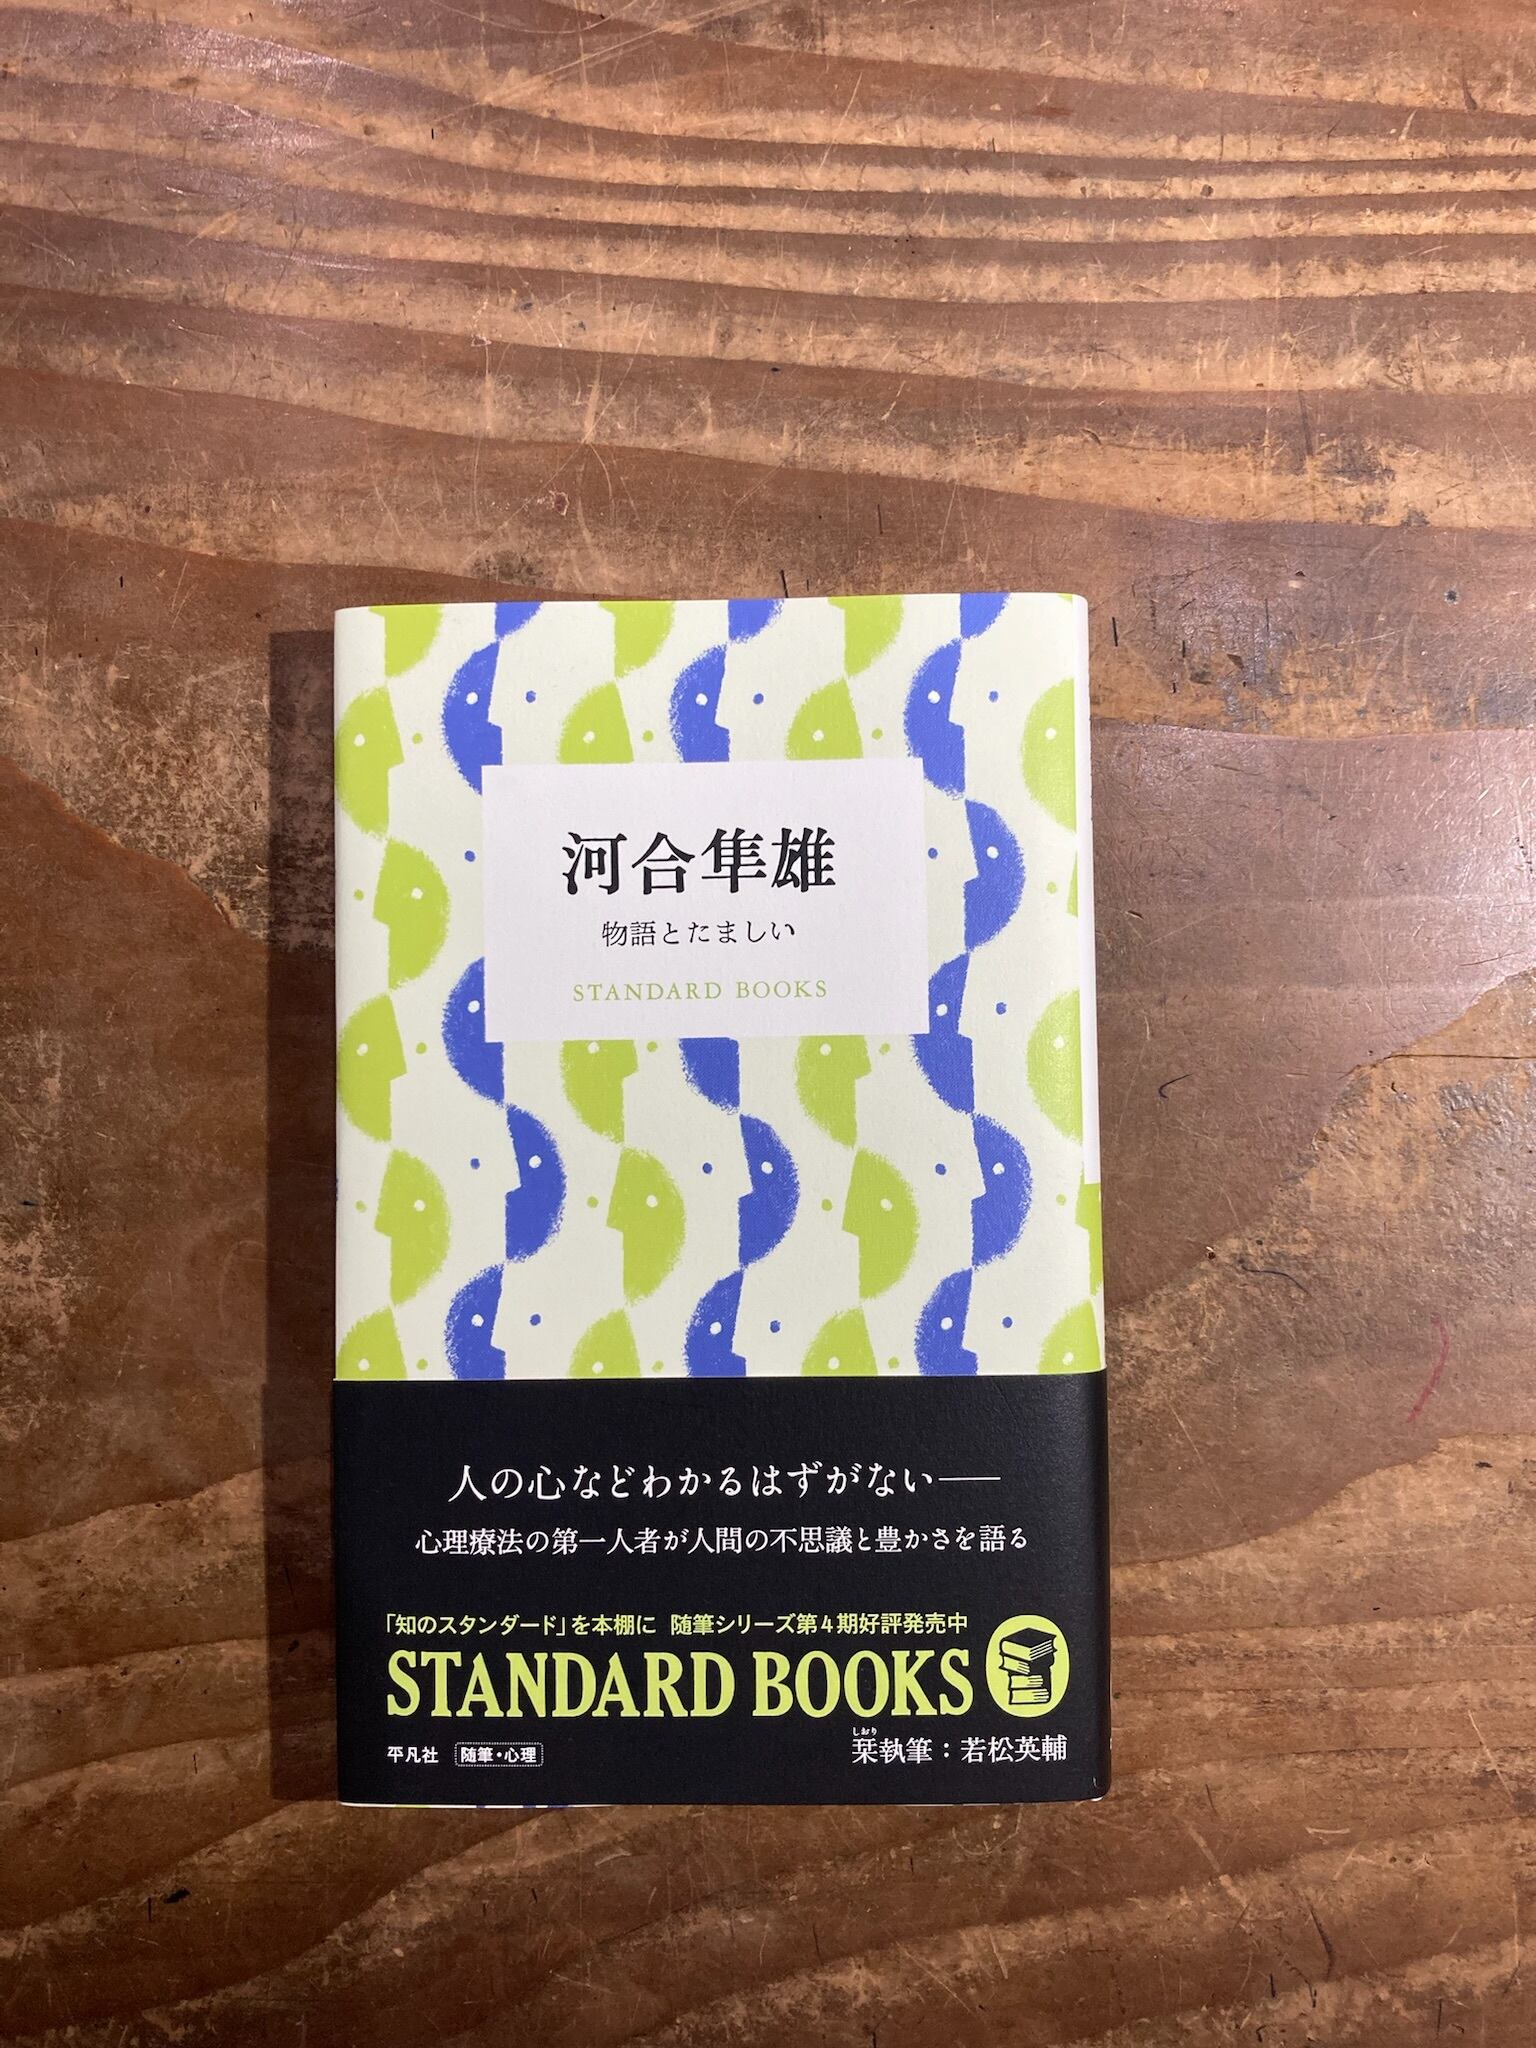 河合隼雄
物語とたましい
STANDARD BOOKS
人の心などわかるはずがない——
心理療法の第一人者が人間の不思議と豊かさを語る
「知のスタンダード」を本棚に 随筆シリーズ第4期好評発売中
STANDARD BOOKS
平凡社 随筆・心理
しおり
栞執筆：若松英輔